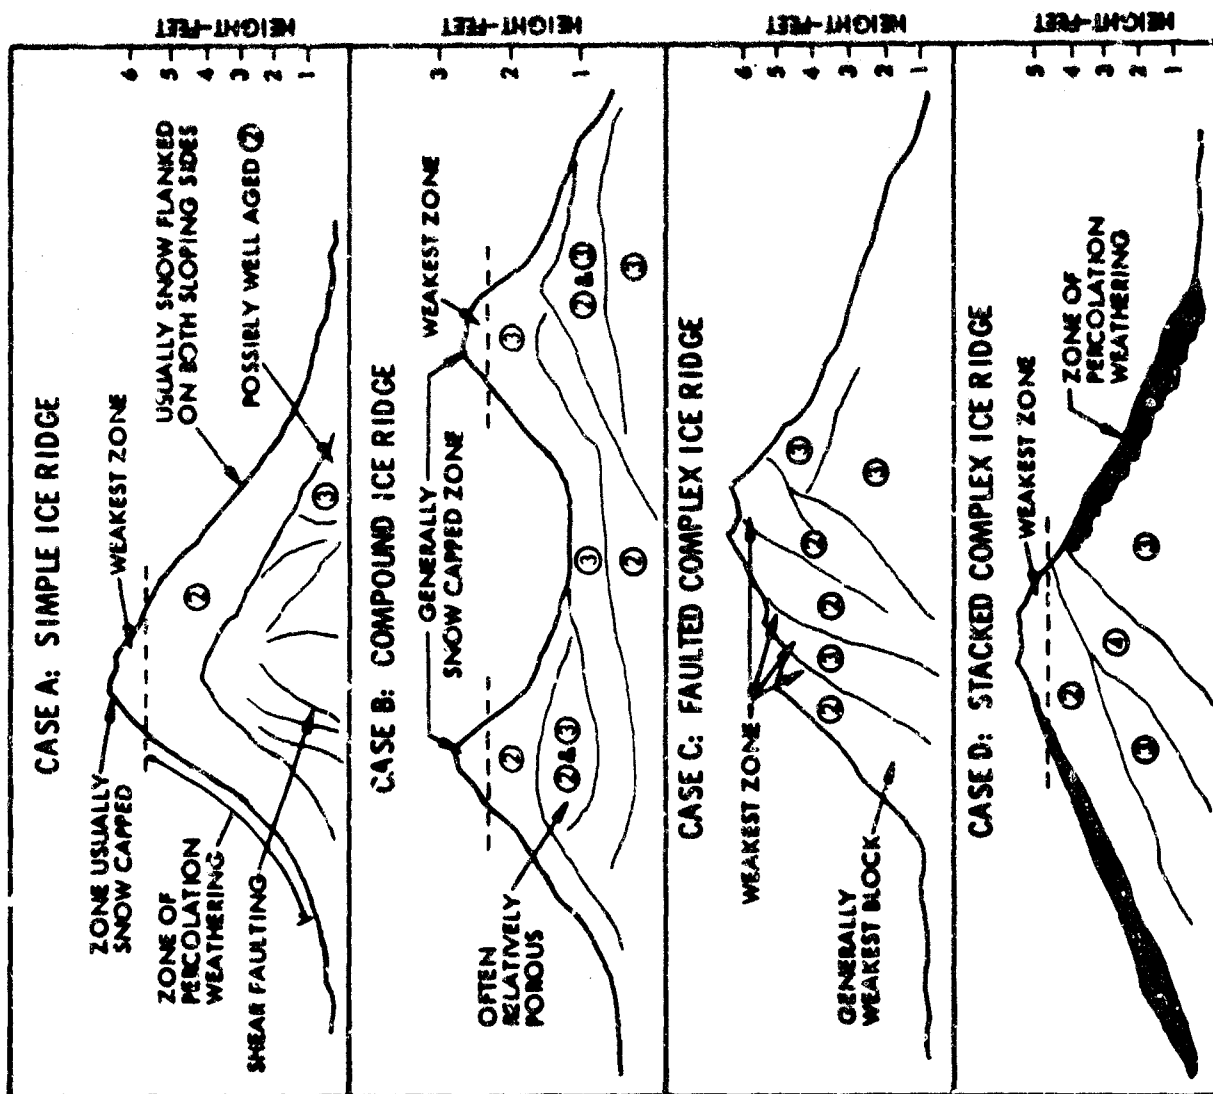 CASE A: SIMPLE ICE RIDGE
ZONE USUALLY
SNOW CAPPED
WEAKEST ZONE
USUALLY SNOW FLANKED
ON BOTH SLOPING SIDES
ZONE OF
PERCOLATION
WEATHERING
SHEAR FAULTING
POSSIBLY WELL AGED ②
②
③
HEIGHT-FEET
6
5
4
3
2
1
CASE B: COMPOUND ICE RIDGE
GENERALLY
SNOW CAPPED ZONE
WEAKEST ZONE
OFTEN
RELATIVELY
POROUS
②
②&③
③
②
③
②&③
③
HEIGHT-FEET
3
2
1
CASE C: FAULTED COMPLEX ICE RIDGE
WEAKEST ZONE
GENERALLY
WEAKEST BLOCK
②
③
②
②
③
③
HEIGHT-FEET
6
5
4
3
2
1
CASE D: STACKED COMPLEX ICE RIDGE
WEAKEST ZONE
ZONE OF
PERCOLATION
WEATHERING
②
③
④
③
HEIGHT-FEET
5
4
3
2
1